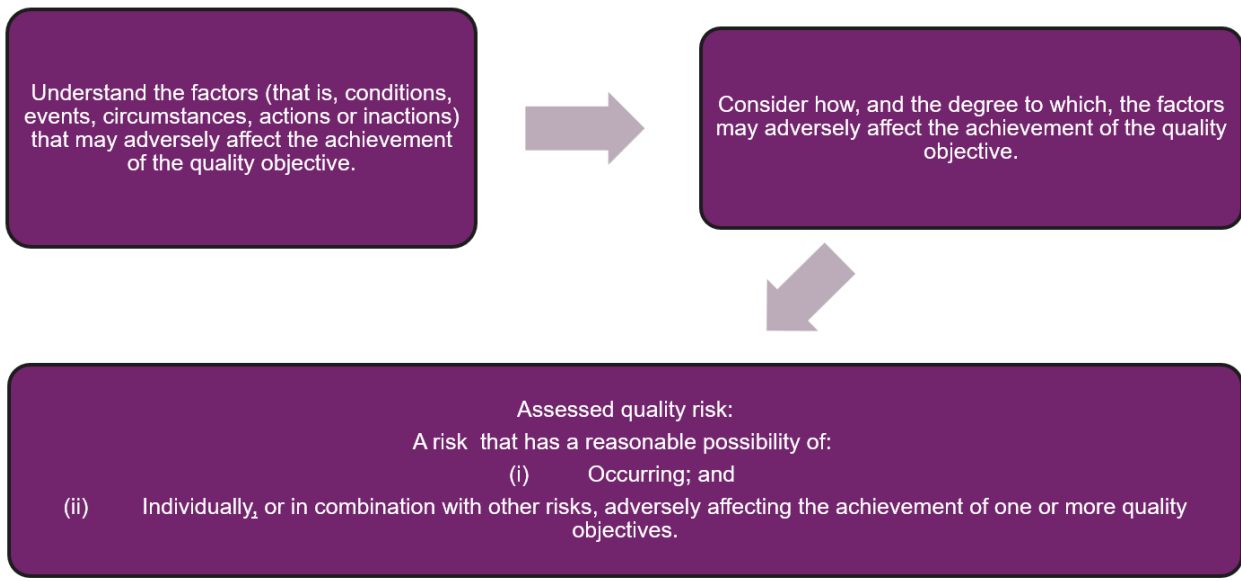 Understand the factors (that is, conditions,
events, circumstances, actions or inactions)
that may adversely affect the achievement
of the quality objective.
Consider how, and the degree to which, the factors
may adversely affect the achievement of the quality
objective.
Assessed quality risk:
A risk  that has a reasonable possibility of:
(i) Occurring; and
(ii) Individually, or in combination with other risks, adversely affecting the achievement of one or more quality
objectives.